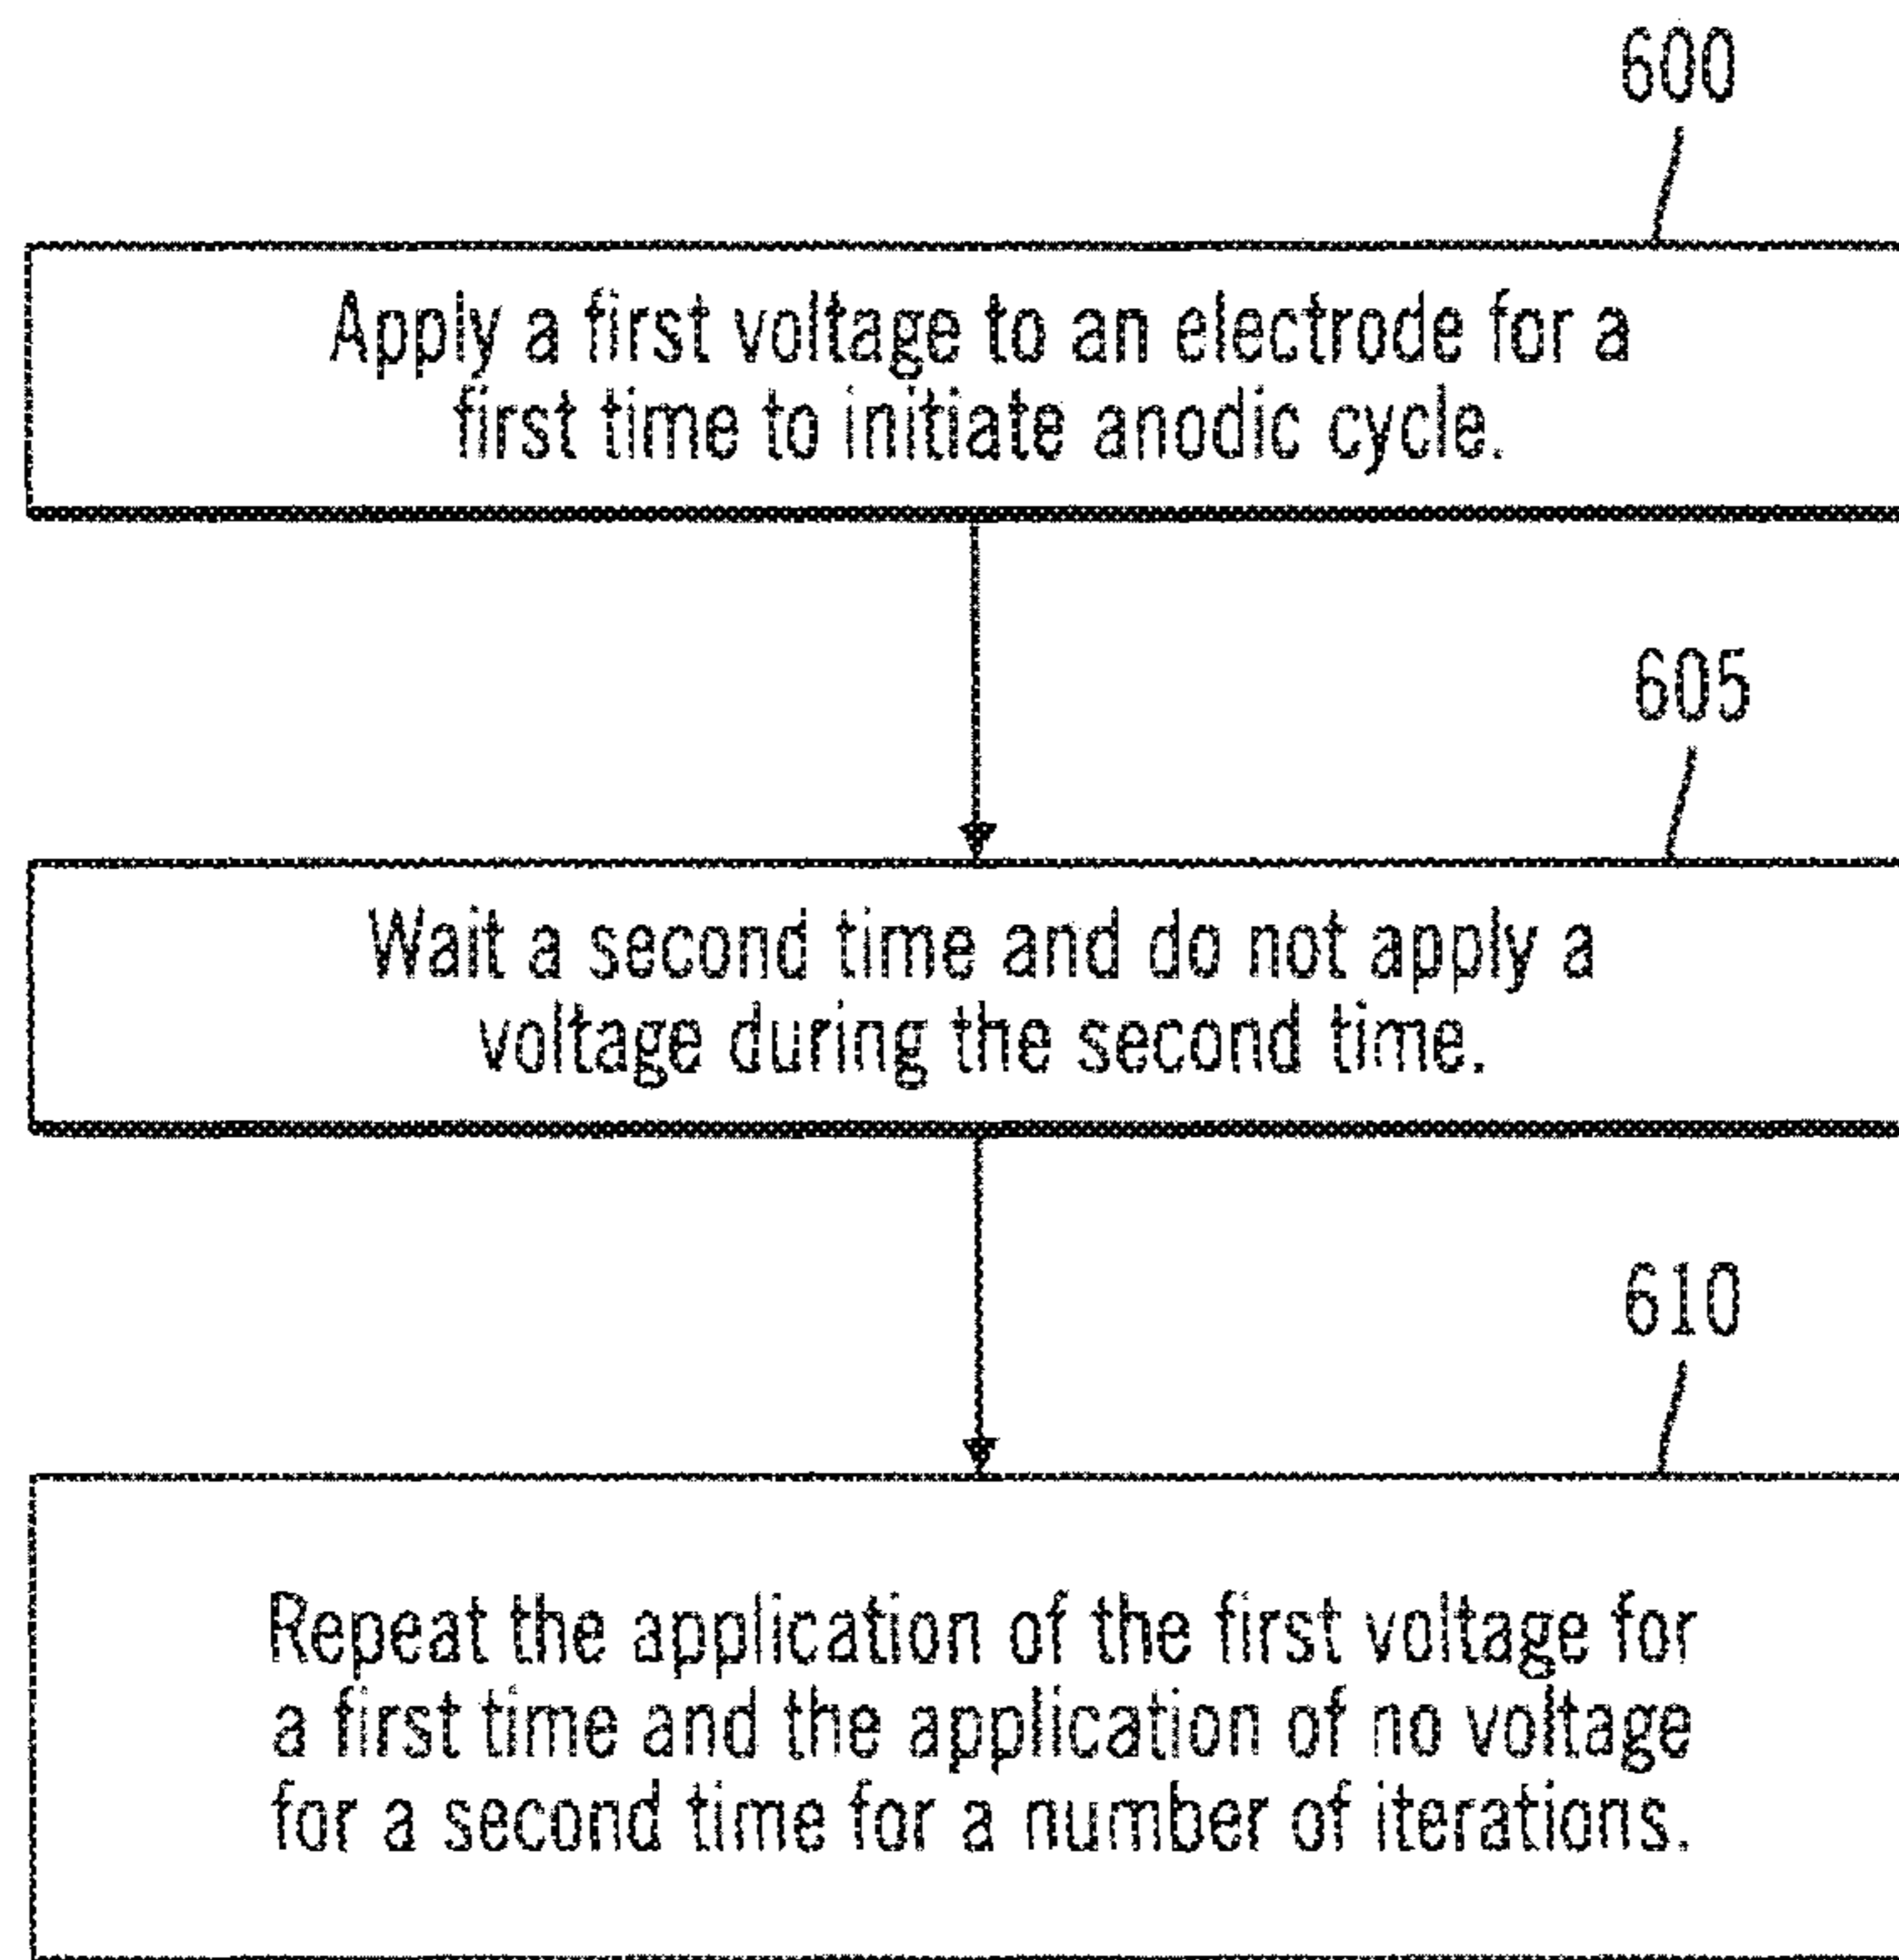 600
Apply a first voltage to an electrode for a
first time to initiate anodic cycle.
605
Wait a second time and do not apply a
voltage during the second time.
610
Repeat the application of the first voltage for
a first time and the application of no voltage
for a second time for a number of iterations.